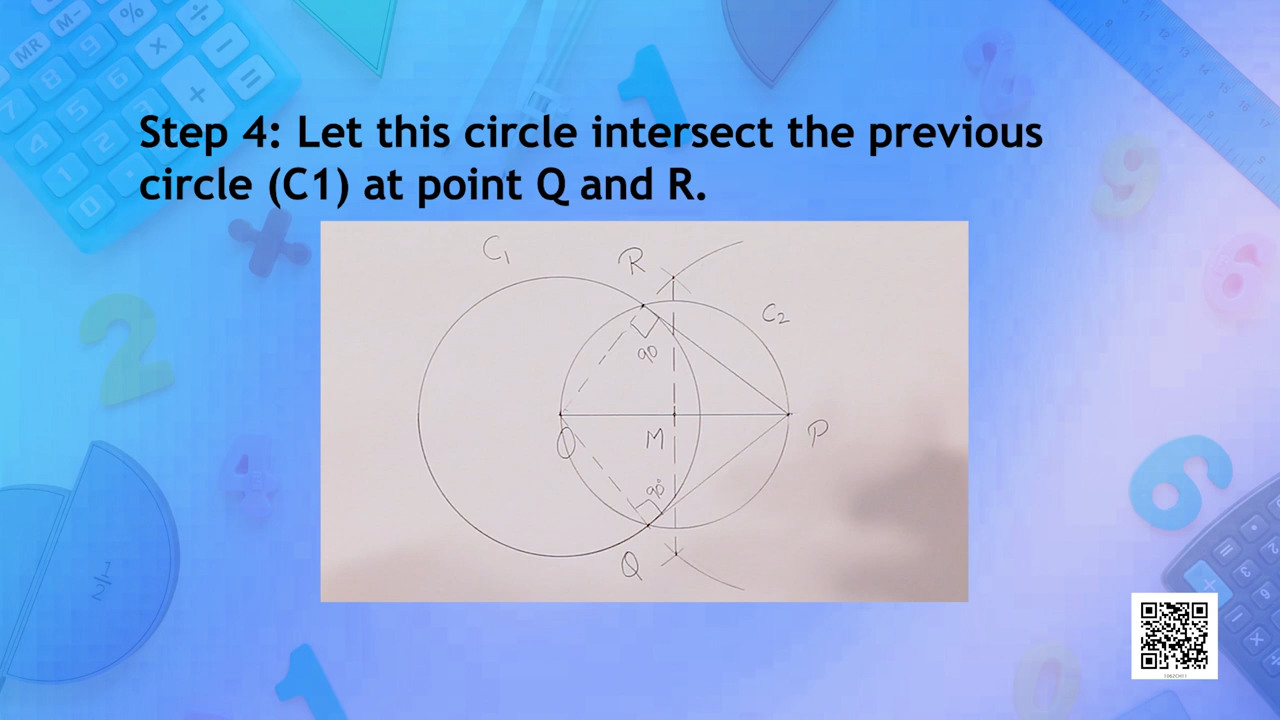 Step 4: Let this circle intersect the previous
circle (C1) at point Q and R.
C1
R
C2
90
O
M
P
90°
Q